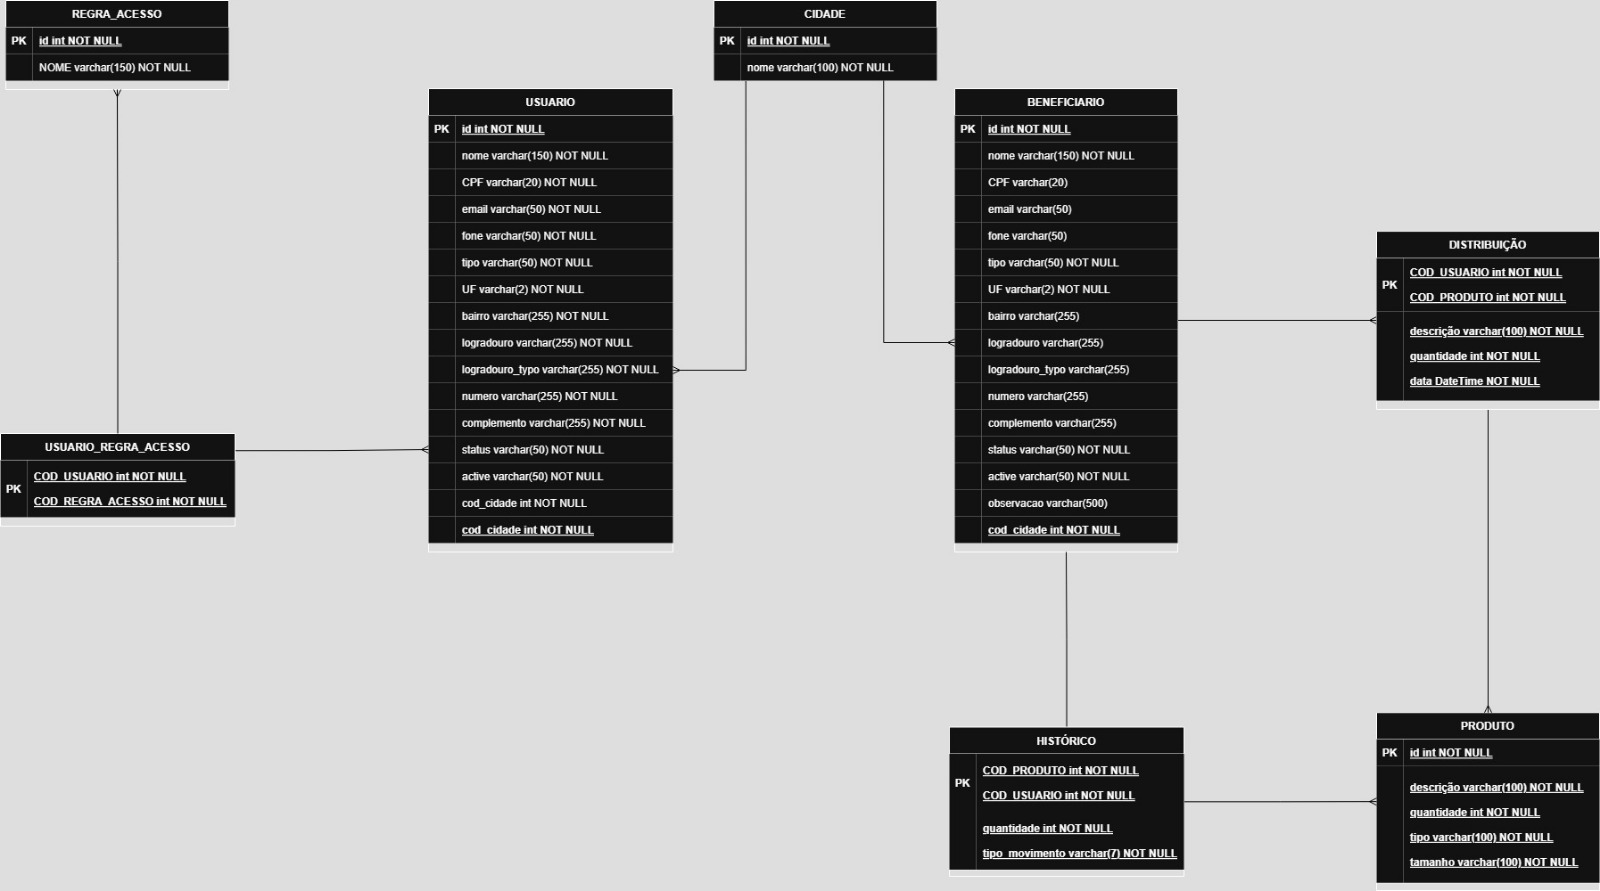 REGRA_ACESSO
PK
id int NOT NULL
NOME varchar(150) NOT NULL
CIDADE
PK
id int NOT NULL
nome varchar(100) NOT NULL
USUARIO
PK
id int NOT NULL
nome varchar(150) NOT NULL
CPF varchar(20) NOT NULL
email varchar(50) NOT NULL
fone varchar(50) NOT NULL
tipo varchar(50) NOT NULL
UF varchar(2) NOT NULL
bairro varchar(255) NOT NULL
logradouro varchar(255) NOT NULL
logradouro_typo varchar(255) NOT NULL
numero varchar(255) NOT NULL
complemento varchar(255) NOT NULL
status varchar(50) NOT NULL
active varchar(50) NOT NULL
cod_cidade int NOT NULL
cod_cidade int NOT NULL
BENEFICIARIO
PK
id int NOT NULL
nome varchar(150) NOT NULL
CPF varchar(20)
email varchar(50)
fone varchar(50)
tipo varchar(50) NOT NULL
UF varchar(2) NOT NULL
bairro varchar(255)
logradouro varchar(255)
logradouro_typo varchar(255)
numero varchar(255)
complemento varchar(255)
status varchar(50) NOT NULL
active varchar(50) NOT NULL
observacao varchar(500)
cod_cidade int NOT NULL
DISTRIBUIÇÃO
PK
COD_USUARIO int NOT NULL
COD_PRODUTO int NOT NULL
descrição varchar(100) NOT NULL
quantidade int NOT NULL
data DateTime NOT NULL
USUARIO_REGRA_ACESSO
PK
COD_USUARIO int NOT NULL
COD_REGRA_ACESSO int NOT NULL
HISTÓRICO
PK
COD_PRODUTO int NOT NULL
COD_USUARIO int NOT NULL
quantidade int NOT NULL
tipo_movimento varchar(7) NOT NULL
PRODUTO
PK
id int NOT NULL
descrição varchar(100) NOT NULL
quantidade int NOT NULL
tipo varchar(100) NOT NULL
tamanho varchar(100) NOT NULL